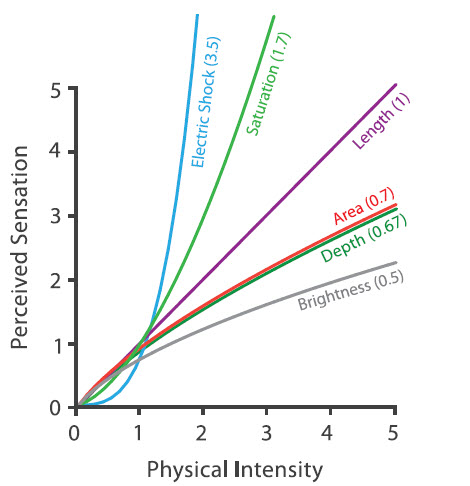 Electric Shock (3.5)
Saturation (1.7)
Length (1)
Area (0.7)
Depth (0.67)
Brightness (0.5)
Perceived Sensation
5
4
3
2
1
0
0 1 2 3 4 5
Physical Intensity